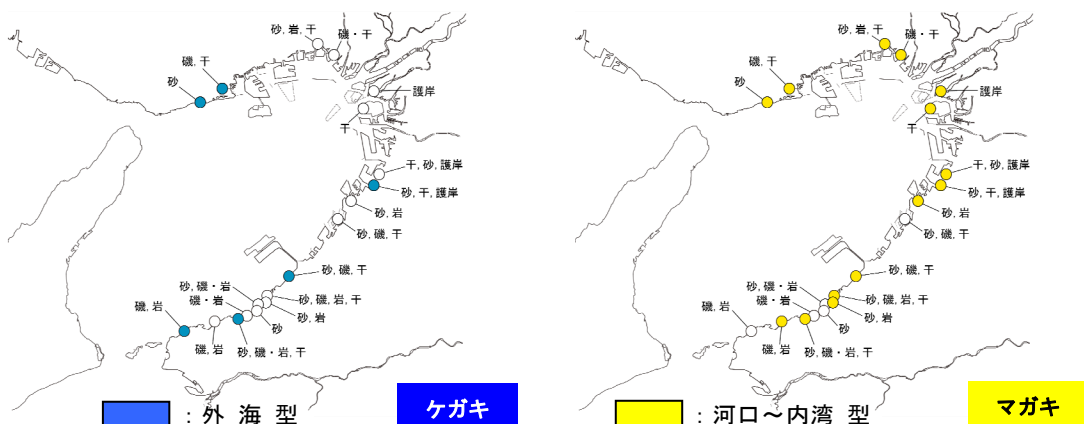 砂, 岩, 干
磯・干
磯, 干
砂
護岸
干
干, 砂, 護岸
砂, 干, 護岸
砂, 岩
砂, 磯, 干
砂, 磯, 干
砂, 磯・岩
磯・岩
砂, 磯, 岩, 干
砂, 岩
磯, 岩
砂
磯, 岩
砂, 磯・岩, 干
：外 海 型
ケガキ
砂, 岩, 干
磯・干
磯, 干
砂
護岸
干
干, 砂, 護岸
砂, 干, 護岸
砂, 岩
砂, 磯, 干
砂, 磯, 干
砂, 磯・岩
磯・岩
砂, 磯, 岩, 干
砂, 岩
磯, 岩
砂
磯, 岩
砂, 磯・岩, 干
：河口～内湾 型
マガキ